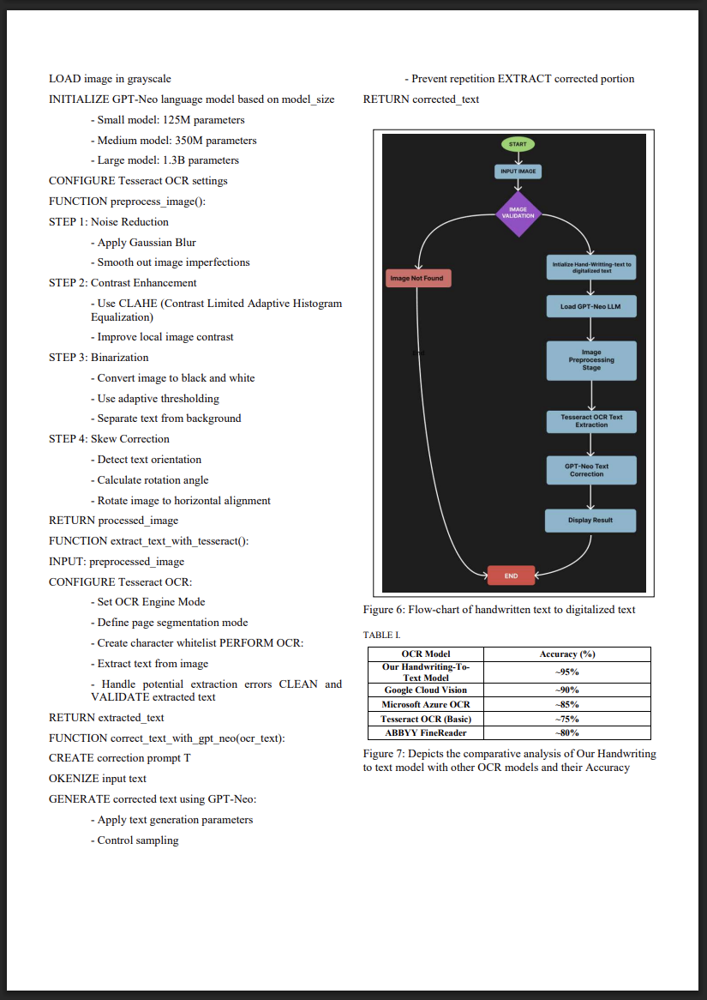 LOAD image in grayscale
INITIALIZE GPT-Neo language model based on model_size
- Small model: 125M parameters
- Medium model: 350M parameters
- Large model: 1.3B parameters
CONFIGURE Tesseract OCR settings
FUNCTION preprocess_image():
STEP 1: Noise Reduction
- Apply Gaussian Blur
- Smooth out image imperfections
STEP 2: Contrast Enhancement
- Use CLAHE (Contrast Limited Adaptive Histogram
Equalization)
- Improve local image contrast
STEP 3: Binarization
- Convert image to black and white
- Use adaptive thresholding
- Separate text from background
STEP 4: Skew Correction
- Detect text orientation
- Calculate rotation angle
- Rotate image to horizontal alignment
RETURN processed_image
FUNCTION extract_text_with_tesseract():
INPUT: preprocessed_image
CONFIGURE Tesseract OCR:
- Set OCR Engine Mode
- Define page segmentation mode
- Create character whitelist PERFORM OCR:
- Extract text from image
- Handle potential extraction errors CLEAN and
VALIDATE extracted text
RETURN extracted_text
FUNCTION correct_text_with_gpt_neo(ocr_text):
CREATE correction prompt T
OKENIZE input text
GENERATE corrected text using GPT-Neo:
- Apply text generation parameters
- Control sampling
- Prevent repetition EXTRACT corrected portion
RETURN corrected_text
START
INPUT IMAGE
IMAGE
VALIDATION
Image Not Found
Intialize Hand-Writting-text to
digitalized text
Load GPT-Neo LLM
Image
Preprocessing
Stage
Tesseract OCR Text
Extraction
GPT-Neo Text
Correction
Display Result
END
Figure 6: Flow-chart of handwritten text to digitalized text
TABLE I.
OCR Model Accuracy (%)
Our Handwriting-To-
Text Model ~95%
Google Cloud Vision ~90%
Microsoft Azure OCR ~85%
Tesseract OCR (Basic) ~75%
ABBYY FineReader ~80%
Figure 7: Depicts the comparative analysis of Our Handwriting
to text model with other OCR models and their Accuracy